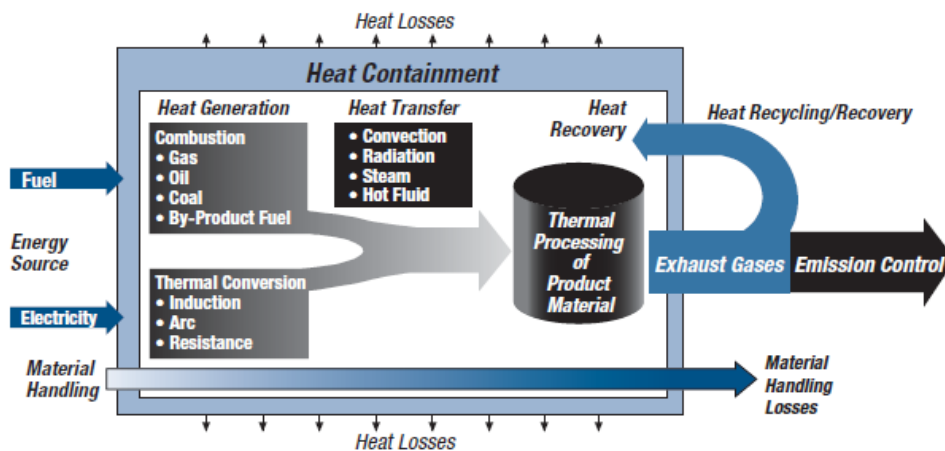 Heat Losses
Heat Containment
Heat Generation
Combustion
• Gas
• Oil
• Coal
• By-Product Fuel
Heat Transfer
• Convection
• Radiation
• Steam
• Hot Fluid
Heat
Recovery
Heat Recycling/Recovery
Fuel
Energy
Source
Electricity
Thermal Conversion
• Induction
• Arc
• Resistance
Thermal
Processing
of
Product
Material
Exhaust Gases
Emission Control
Material
Handling
Material
Handling
Losses
Heat Losses